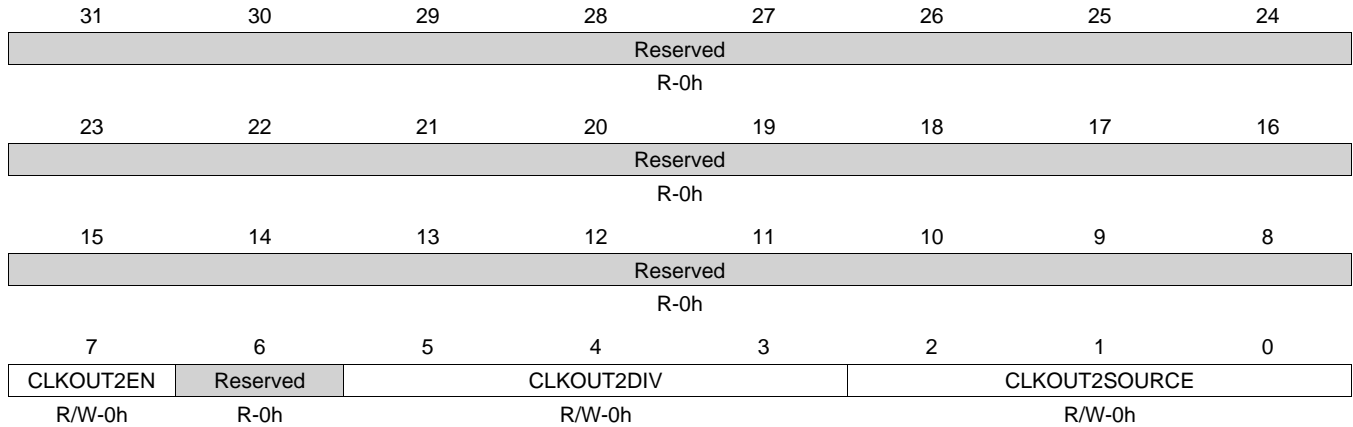 31 30 29 28 27 26 25 24
Reserved
R-0h
23 22 21 20 19 18 17 16
Reserved
R-0h
15 14 13 12 11 10 9 8
Reserved
R-0h
7 6 5 4 3 2 1 0
CLKOUT2EN Reserved CLKOUT2DIV CLKOUT2SOURCE
R/W-0h R-0h R/W-0h R/W-0h